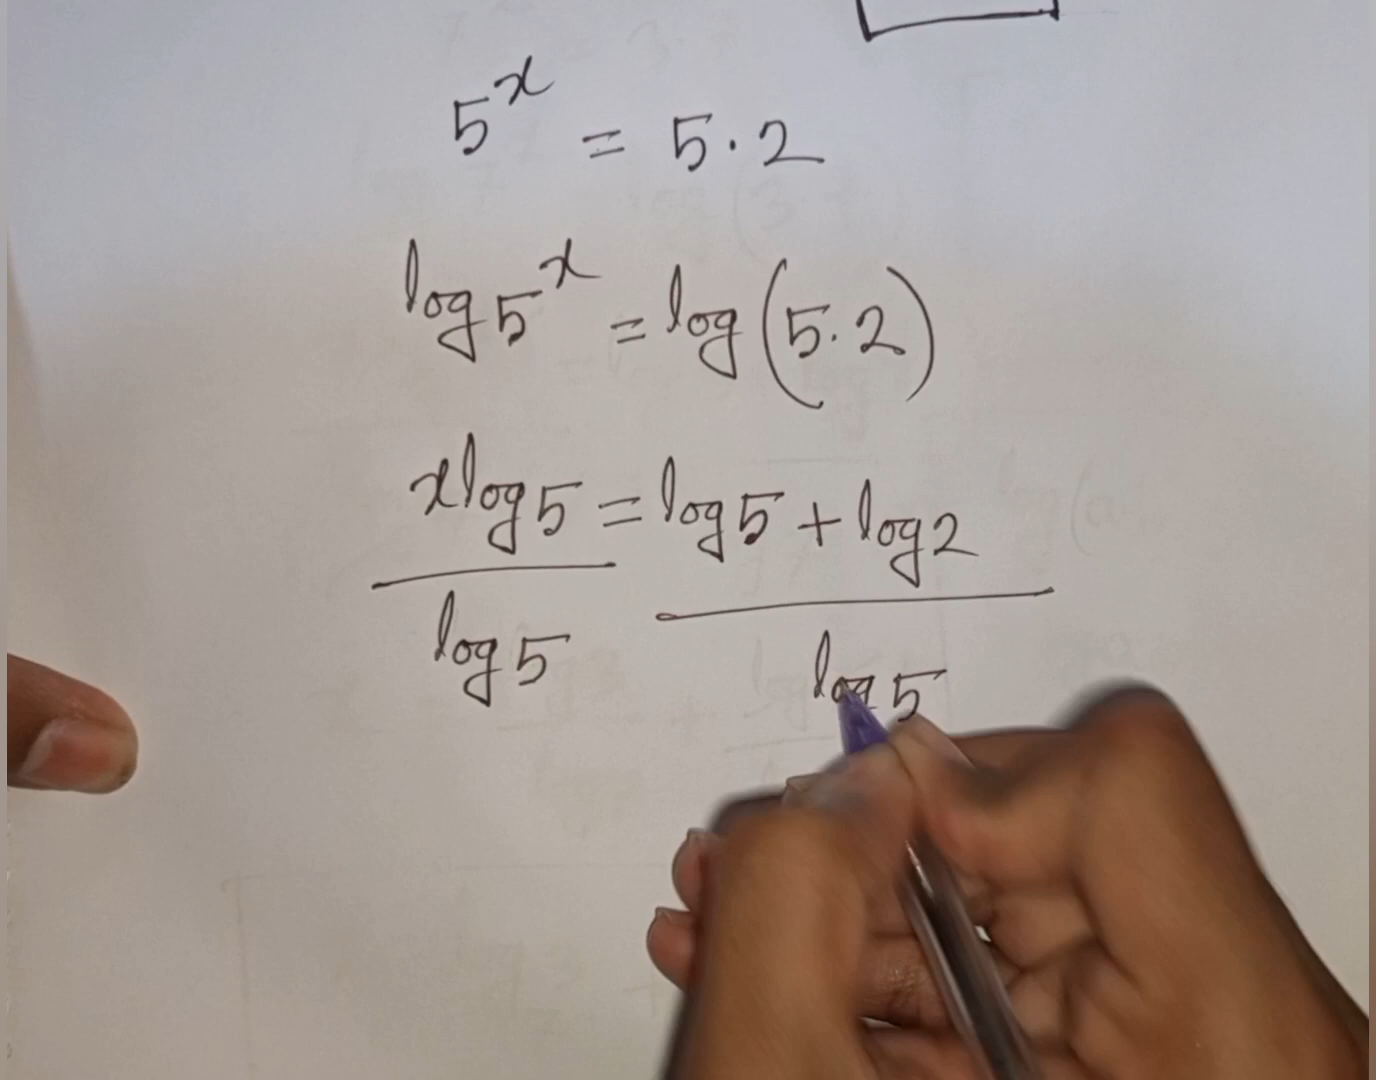 5^x = 5·2
log 5^x = log(5·2)
x log 5 = log 5 + log 2
log 5 log 5